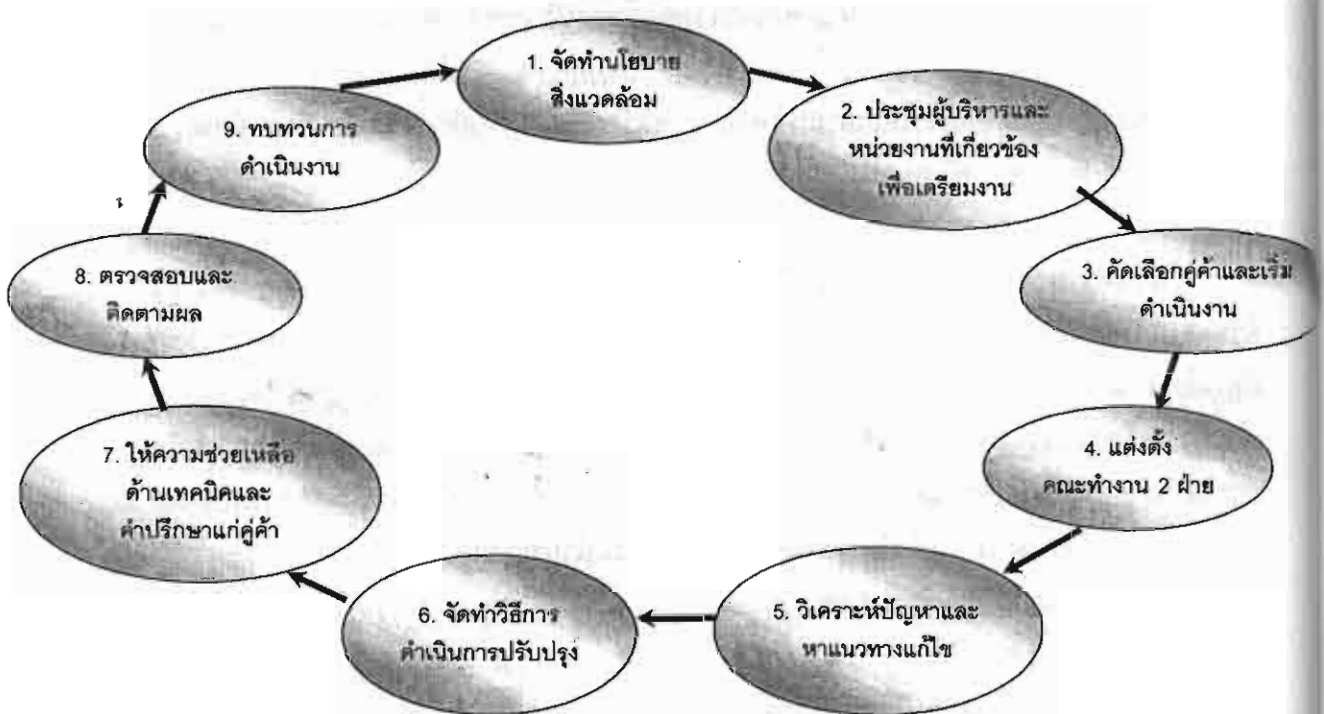 1. จัดทำนโยบาย
สิ่งแวดล้อม
2. ประชุมผู้บริหารและ
หน่วยงานที่เกี่ยวข้อง
เพื่อเตรียมงาน
3. คัดเลือกคู่ค้าและเริ่ม
ดำเนินงาน
4. แต่งตั้ง
คณะทำงาน 2 ฝ่าย
5. วิเคราะห์ปัญหาและ
หาแนวทางแก้ไข
6. จัดทำวิธีการ
ดำเนินการปรับปรุง
7. ให้ความช่วยเหลือ
ด้านเทคนิคและ
คำปรึกษาแก่คู่ค้า
8. ตรวจสอบและ
ติดตามผล
9. ทบทวนการ
ดำเนินงาน